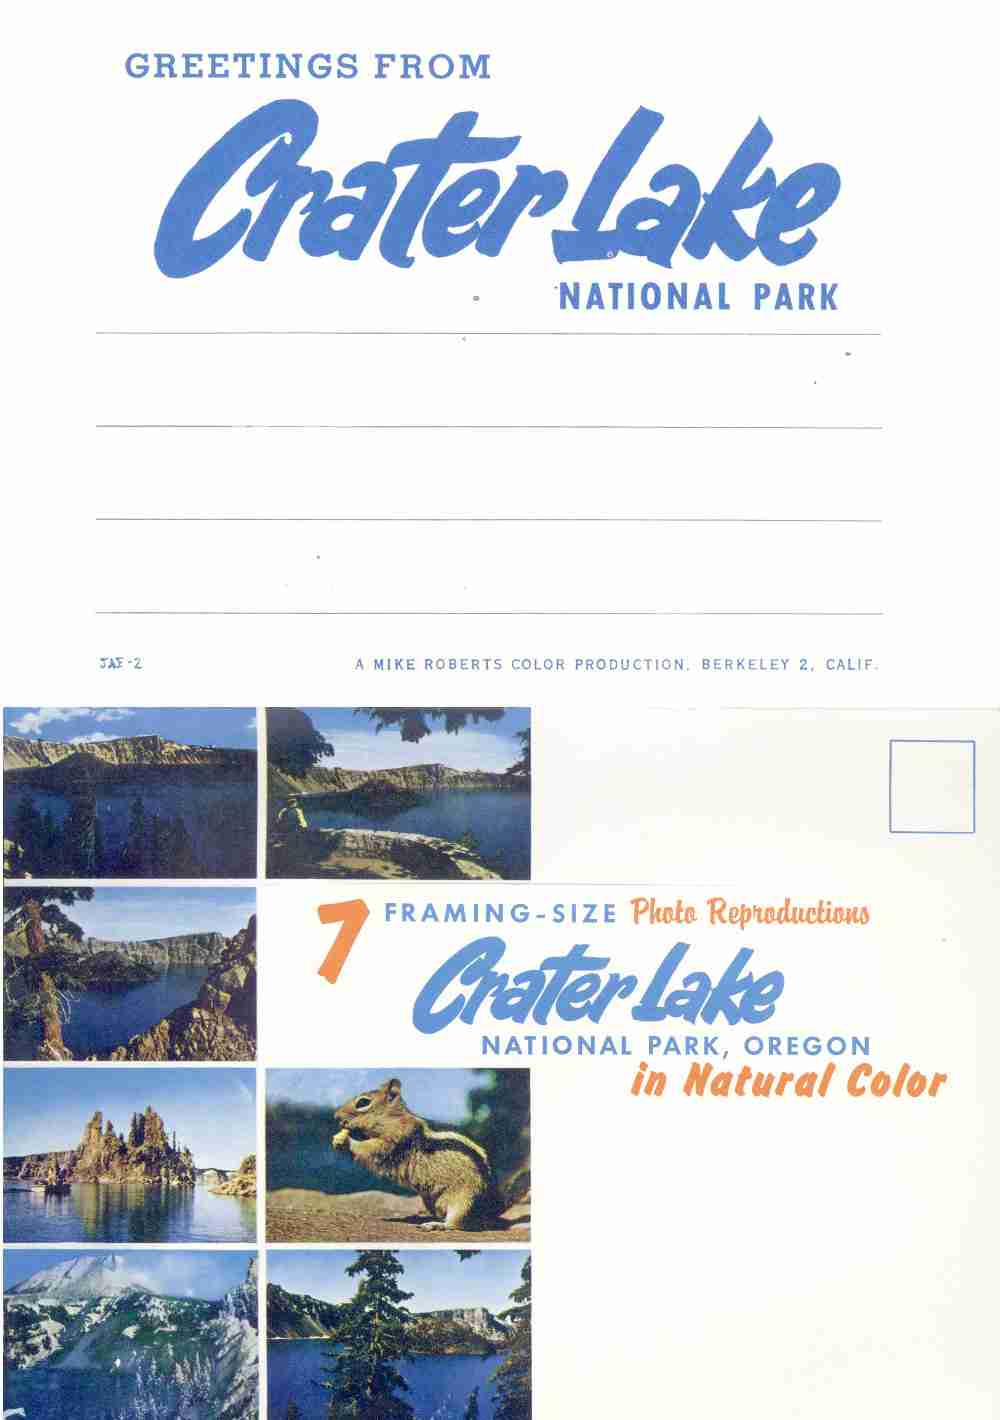 GREETINGS FROM
Crater Lake
NATIONAL PARK
JAΣ-2
A MIKE ROBERTS COLOR PRODUCTION, BERKELEY 2, CALIF.
7 FRAMING-SIZE Photo Reproductions
Crater Lake
NATIONAL PARK, OREGON
in Natural Color